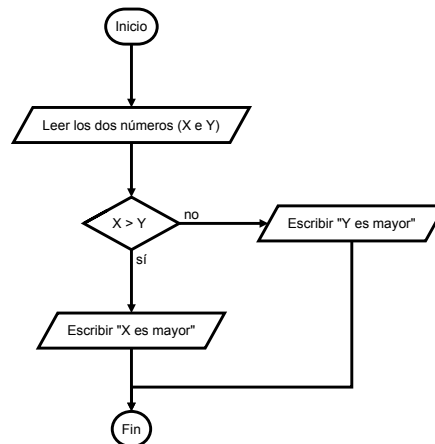 Inicio
Leer los dos números (X e Y)
X > Y
no
Escribir "Y es mayor"
sí
Escribir "X es mayor"
Fin